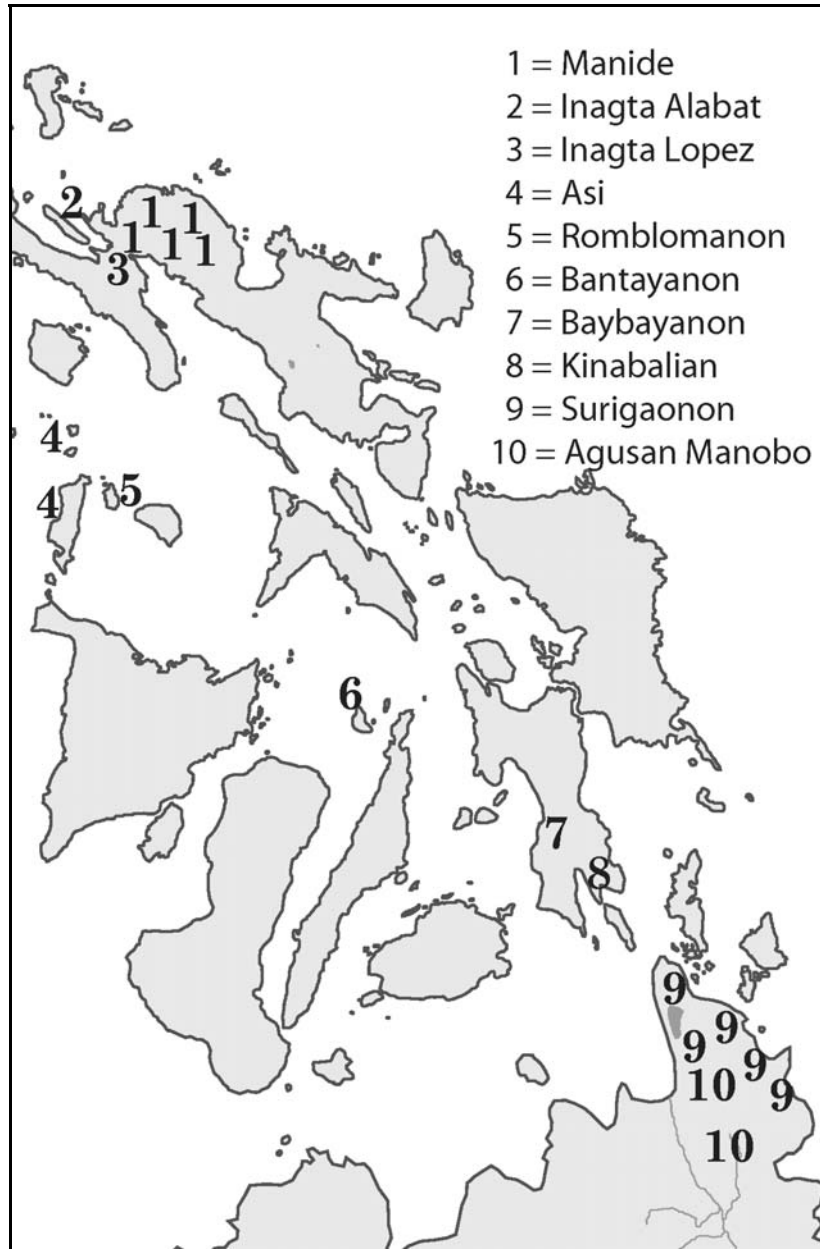 1 = Manide
2 = Inagta Alabat
3 = Inagta Lopez
4 = Asi
5 = Romblomanon
6 = Bantayanon
7 = Baybayanon
8 = Kinabalian
9 = Surigaonon
10 = Agusan Manobo
2
1
1
1
1
1
3
4
4
5
6
7
8
9
9
9
9
9
10
10